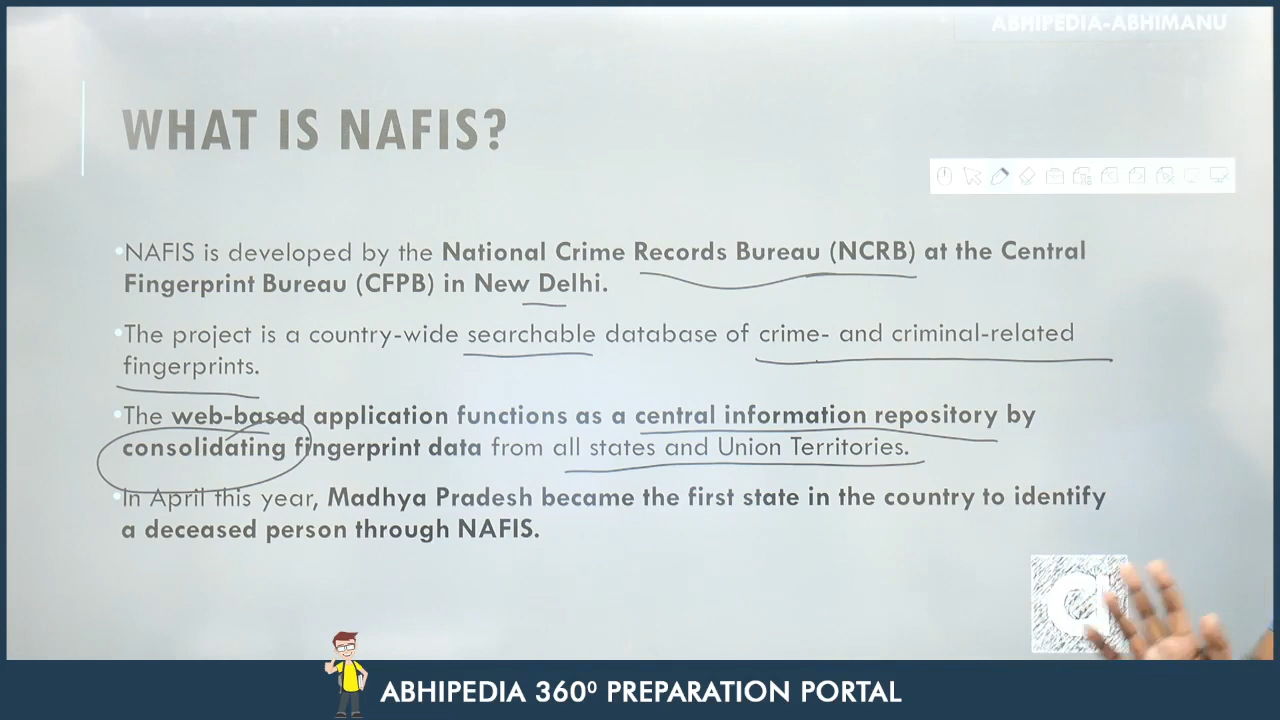 ABHIPEDIA-ABHIMANU
WHAT IS NAFIS?
•NAFIS is developed by the National Crime Records Bureau (NCRB) at the Central
Fingerprint Bureau (CFPB) in New Delhi.
•The project is a country-wide searchable database of crime- and criminal-related
fingerprints.
•The web-based application functions as a central information repository by
consolidating fingerprint data from all states and Union Territories.
•In April this year, Madhya Pradesh became the first state in the country to identify
a deceased person through NAFIS.
ABHIPEDIA 360⁰ PREPARATION PORTAL